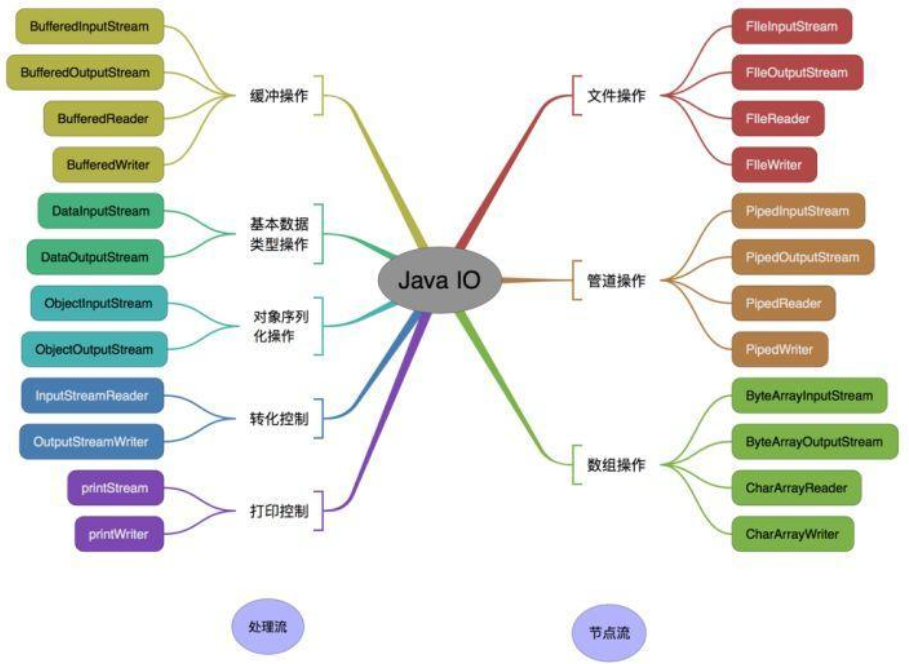 BufferedInputStream
BufferedOutputStream
BufferedReader
BufferedWriter
缓冲操作
DataInputStream
DataOutputStream
基本数据
类型操作
ObjectInputStream
ObjectOutputStream
对象序列
化操作
InputStreamReader
OutputStreamWriter
转化控制
printStream
printWriter
打印控制
处理流
Java IO
文件操作
FIleInputStream
FIleOutputStream
FIleReader
FIleWriter
管道操作
PipedInputStream
PipedOutputStream
PipedReader
PipedWriter
数组操作
ByteArrayInputStream
ByteArrayOutputStream
CharArrayReader
CharArrayWriter
节点流